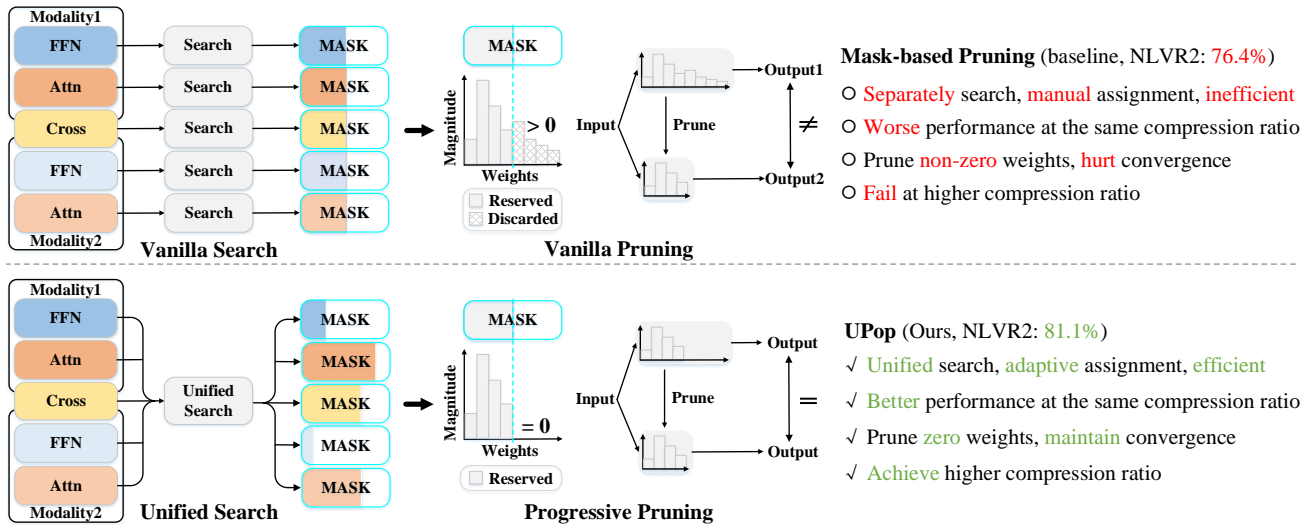 Modality1
FFN
Attn
Cross
FFN
Attn
Modality2
Search
Search
Search
Search
Search
MASK
MASK
MASK
MASK
MASK
Vanilla Search
MASK
Magnitude
> 0
Weights
Reserved
Discarded
Input
Prune
Output1
Output2
≠
Vanilla Pruning
Mask-based Pruning (baseline, NLVR2: 76.4%)
Separately search, manual assignment, inefficient
Worse performance at the same compression ratio
Prune non-zero weights, hurt convergence
Fail at higher compression ratio
Modality1
FFN
Attn
Cross
FFN
Attn
Modality2
Unified
Search
MASK
MASK
MASK
MASK
MASK
Unified Search
MASK
Magnitude
= 0
Weights
Reserved
Input
Prune
Output
Output
=
Progressive Pruning
UPop (Ours, NLVR2: 81.1%)
√ Unified search, adaptive assignment, efficient
√ Better performance at the same compression ratio
√ Prune zero weights, maintain convergence
√ Achieve higher compression ratio